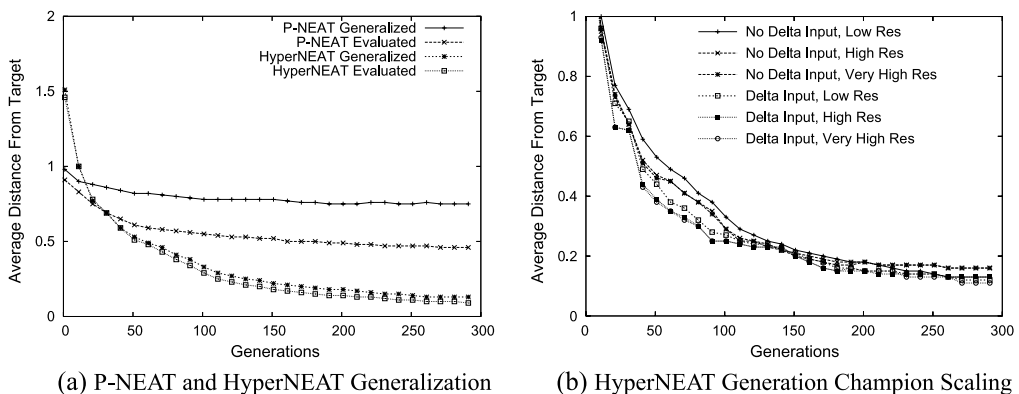 P-NEAT Generalized
P-NEAT Evaluated
HyperNEAT Generalized
HyperNEAT Evaluated
2
1.5
1
0.5
0
Average Distance From Target
0 50 100 150 200 250 300
Generations
(a) P-NEAT and HyperNEAT Generalization
No Delta Input, Low Res
No Delta Input, High Res
No Delta Input, Very High Res
Delta Input, Low Res
Delta Input, High Res
Delta Input, Very High Res
1
0.8
0.6
0.4
0.2
0
Average Distance From Target
0 50 100 150 200 250 300
Generations
(b) HyperNEAT Generation Champion Scaling